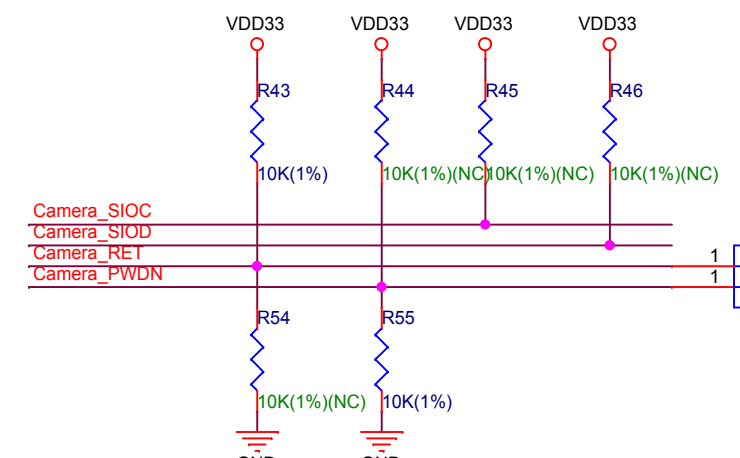 VDD33 VDD33 VDD33 VDD33
R43 R44 R45 R46
10K(1%) 10K(1%)(NC) 10K(1%)(NC) 10K(1%)(NC)
Camera_SIOC
Camera_SIOD
Camera_RET 1
Camera_PWDN 1
R54 R55
10K(1%)(NC) 10K(1%)